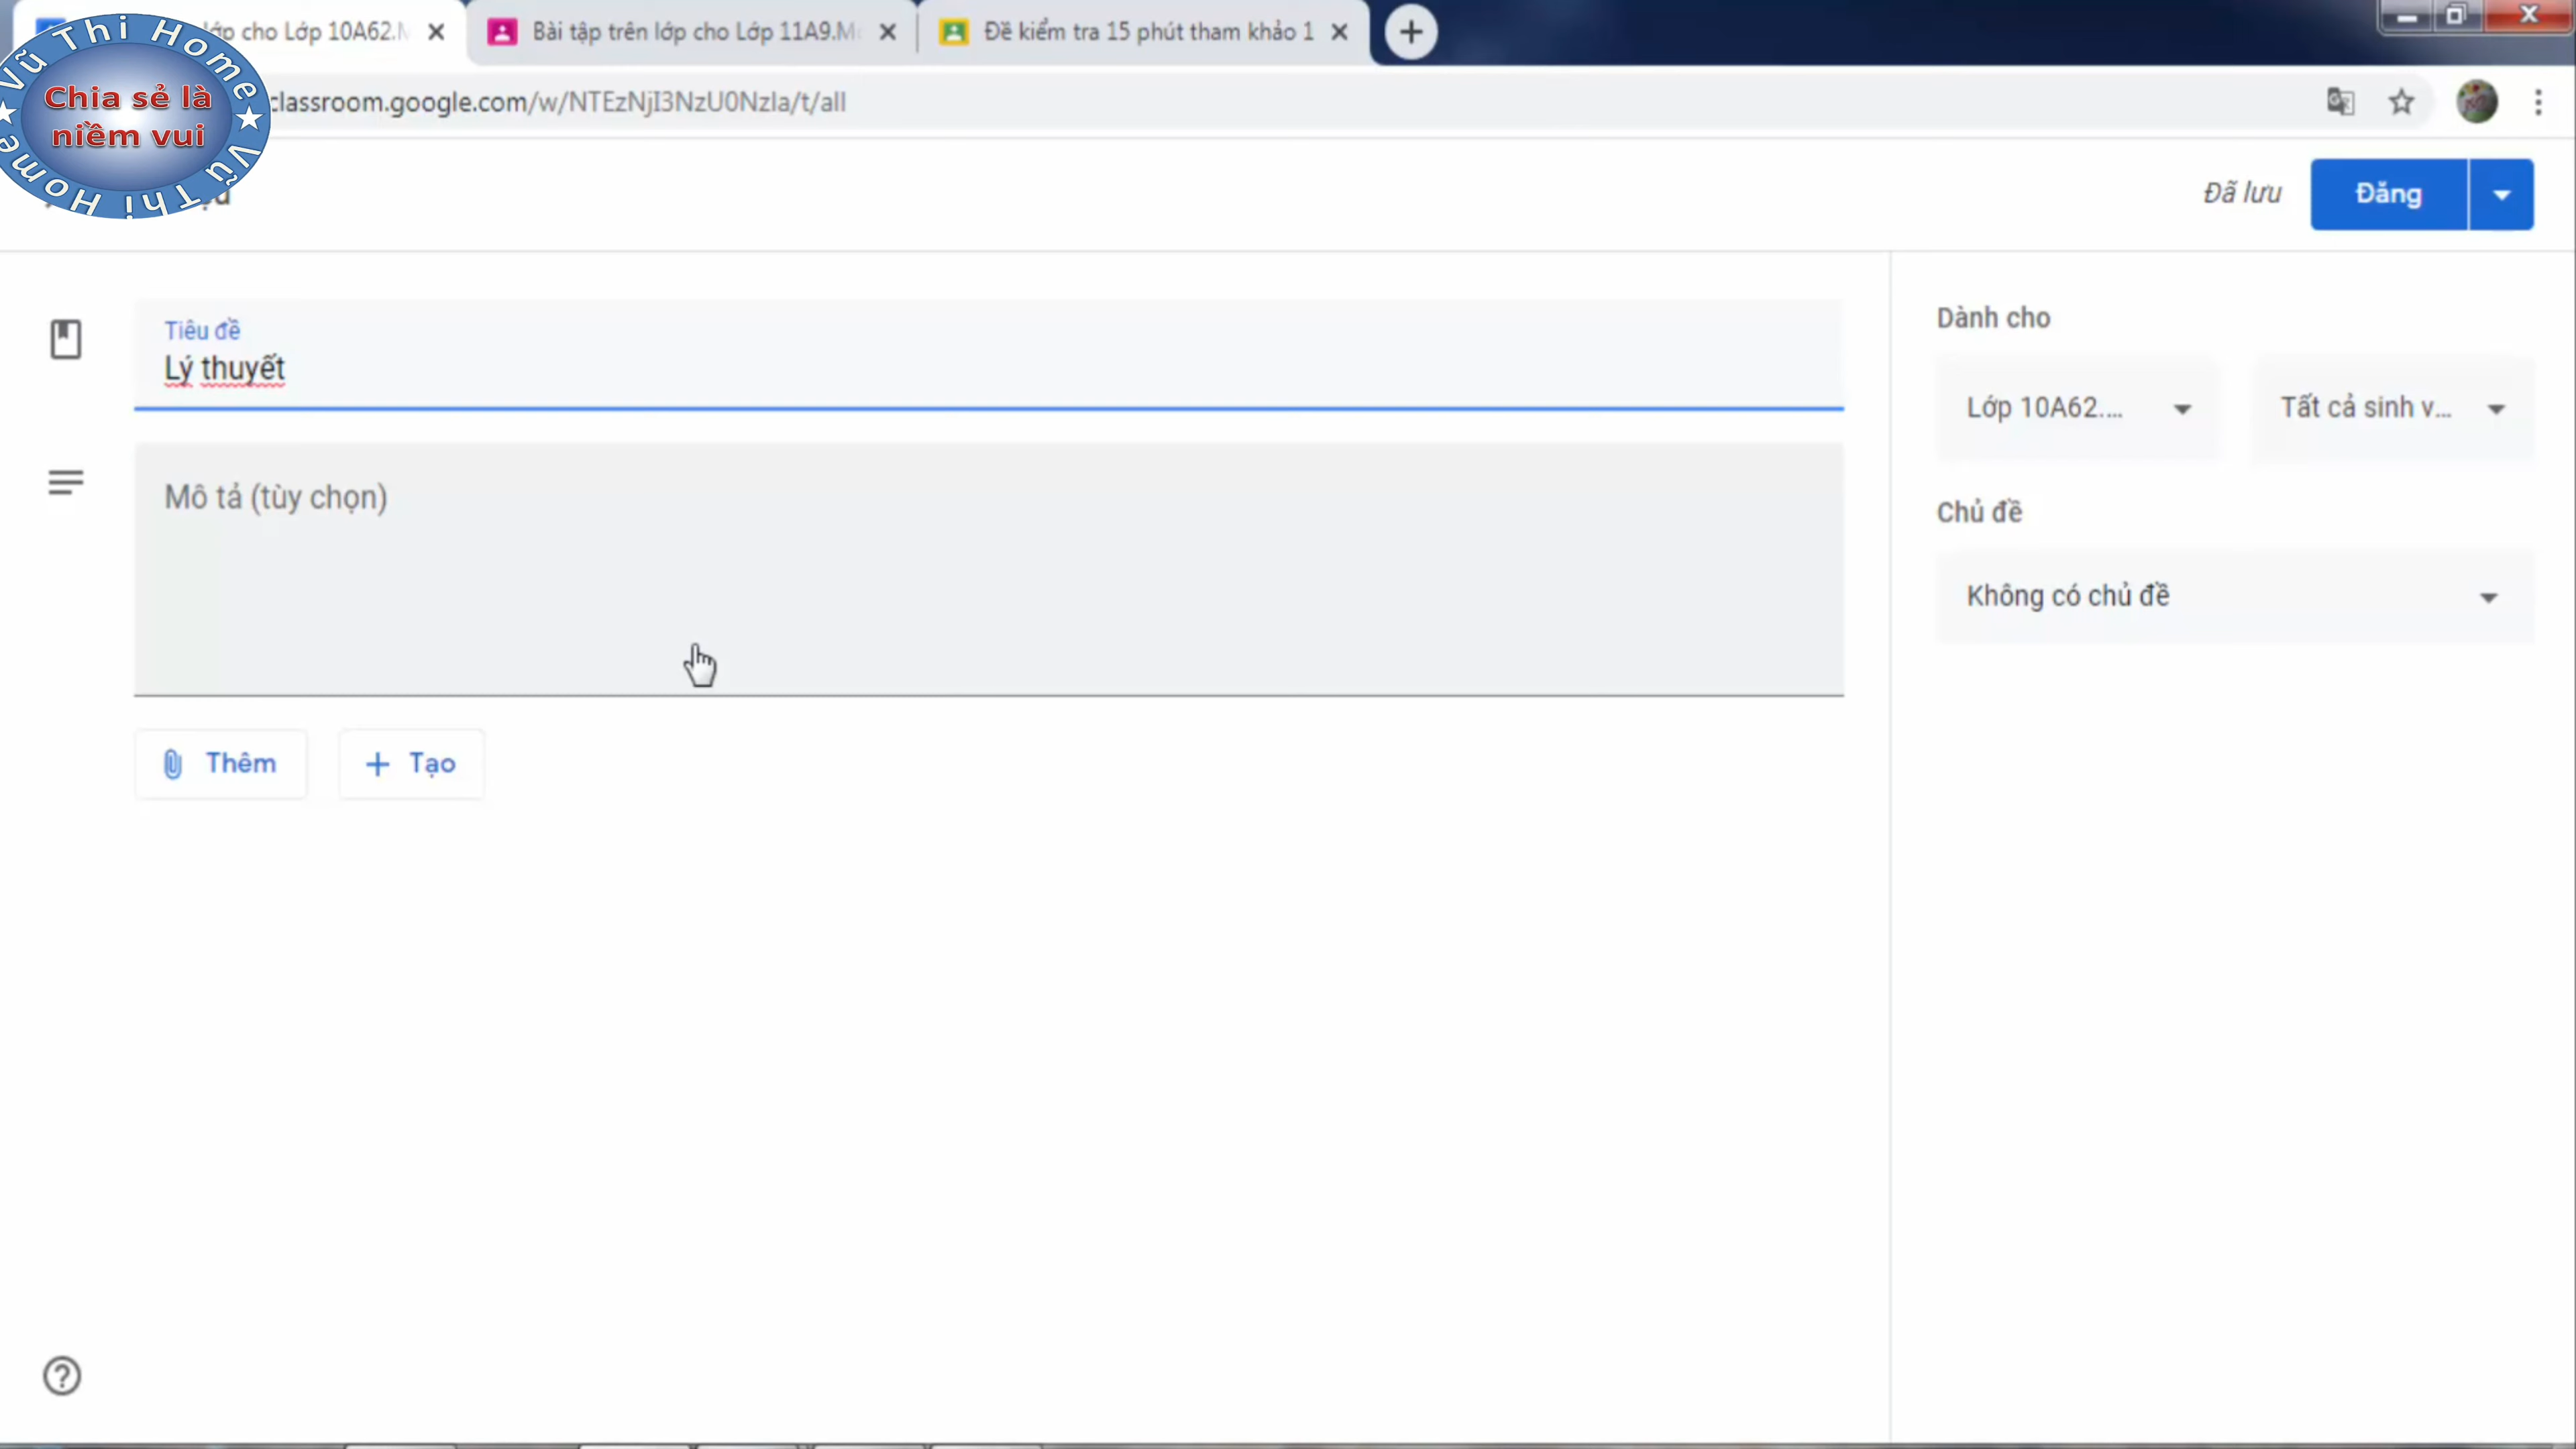 lớp cho Lớp 10A62.
Bài tập trên lớp cho Lớp 11A9.
Đề kiểm tra 15 phút tham khảo 1
classroom.google.com/w/NTEzNjI3NzU0Nzla/t/all
Vũ Thi Home
Vũ Thi Home
Chia sẻ là
niềm vui
Đã lưu
Đăng
Tiêu đề
Lý thuyết
Mô tả (tùy chọn)
Thêm
Tạo
Dành cho
Lớp 10A62....
Tất cả sinh v...
Chủ đề
Không có chủ đề